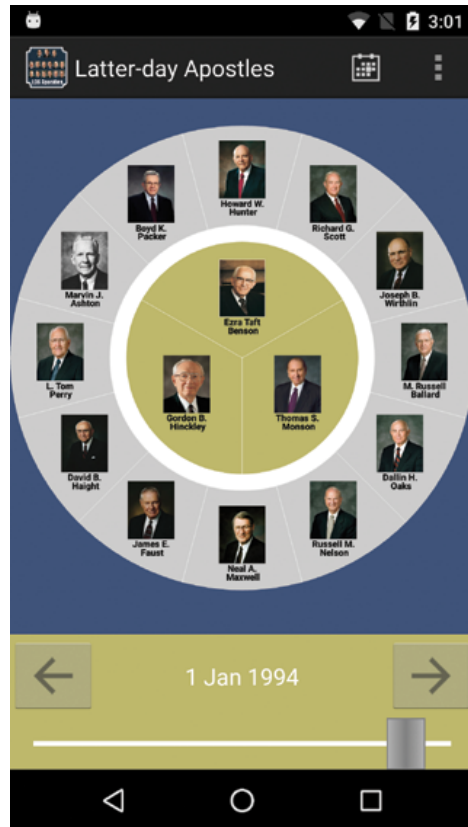 3:01
Latter-day Apostles
Howard W.
Hunter
Boyd K.
Packer
Richard G.
Scott
Marvin J.
Ashton
Joseph B.
Wirthlin
Ezra Taft
Benson
L. Tom
Perry
M. Russell
Ballard
Gordon B.
Hinckley
Thomas S.
Monson
David B.
Haight
Dallin H.
Oaks
James E.
Faust
Russell M.
Nelson
Neal A.
Maxwell
1 Jan 1994